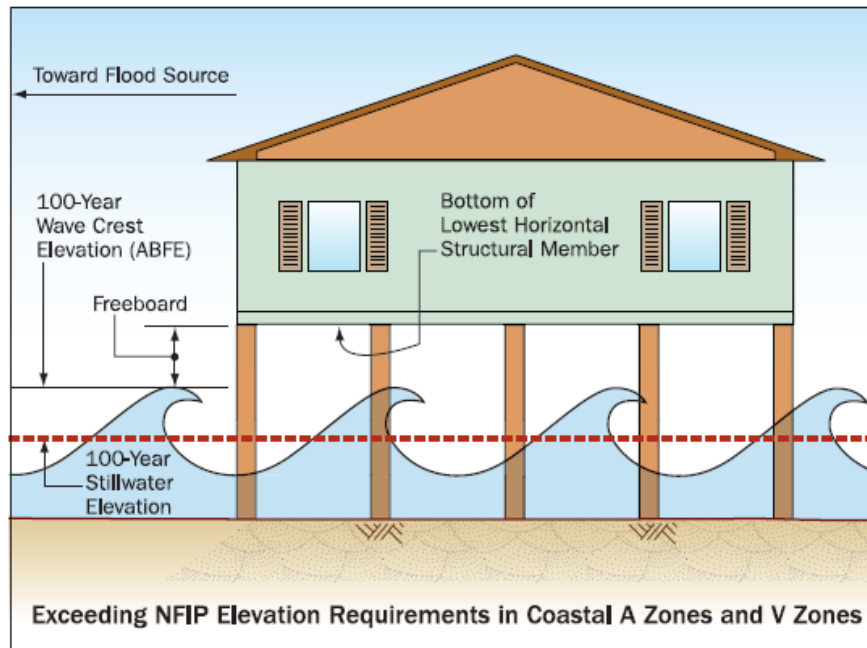 Toward Flood Source
100-Year
Wave Crest
Elevation (ABFE)
Bottom of
Lowest Horizontal
Structural Member
Freeboard
100-Year
Stillwater
Elevation
Exceeding NFIP Elevation Requirements in Coastal A Zones and V Zones